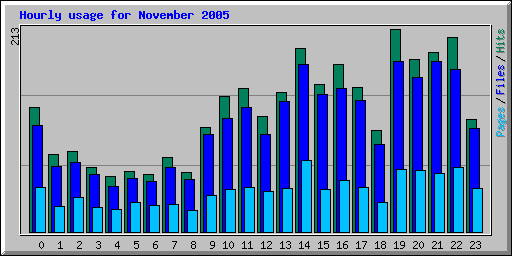 Hourly usage for November 2005
213
Pages / Files / Hits
0 1 2 3 4 5 6 7 8 9 10 11 12 13 14 15 16 17 18 19 20 21 22 23